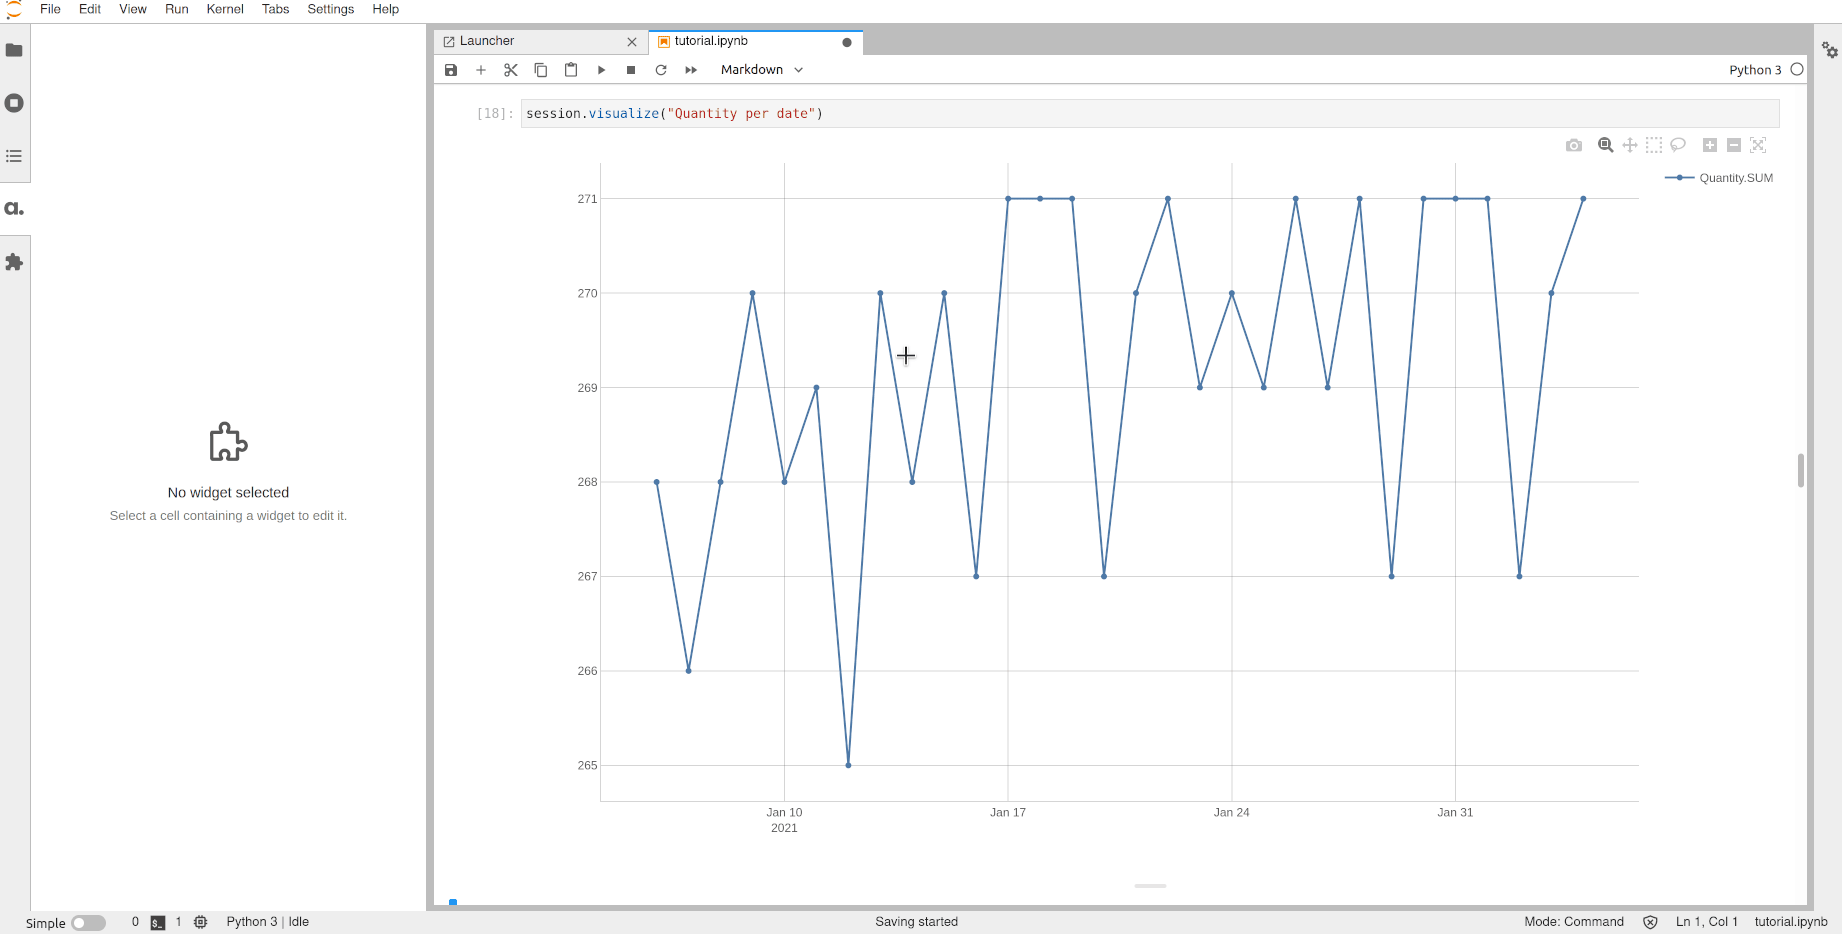 File Edit View Run Kernel Tabs Settings Help
Launcher
tutorial.ipynb
Markdown
Python 3
[18]: session.visualize("Quantity per date")
Quantity.SUM
271
270
269
268
267
266
265
Jan 10 Jan 17 Jan 24 Jan 31
2021
a.
No widget selected
Select a cell containing a widget to edit it.
Simple 0 $_ 1 Python 3 | Idle Saving started Mode: Command Ln 1, Col 1 tutorial.ipynb